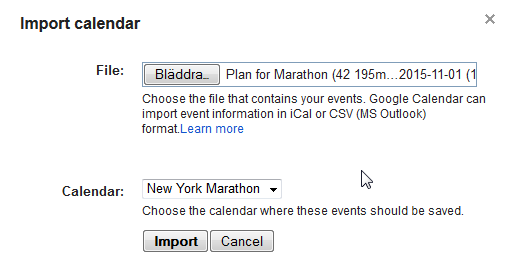 Import calendar
File: Bläddra... Plan for Marathon (42 195m...2015-11-01 (1
Choose the file that contains your events. Google Calendar can
import event information in iCal or CSV (MS Outlook)
format.Learn more
Calendar: New York Marathon
Choose the calendar where these events should be saved.
Import Cancel